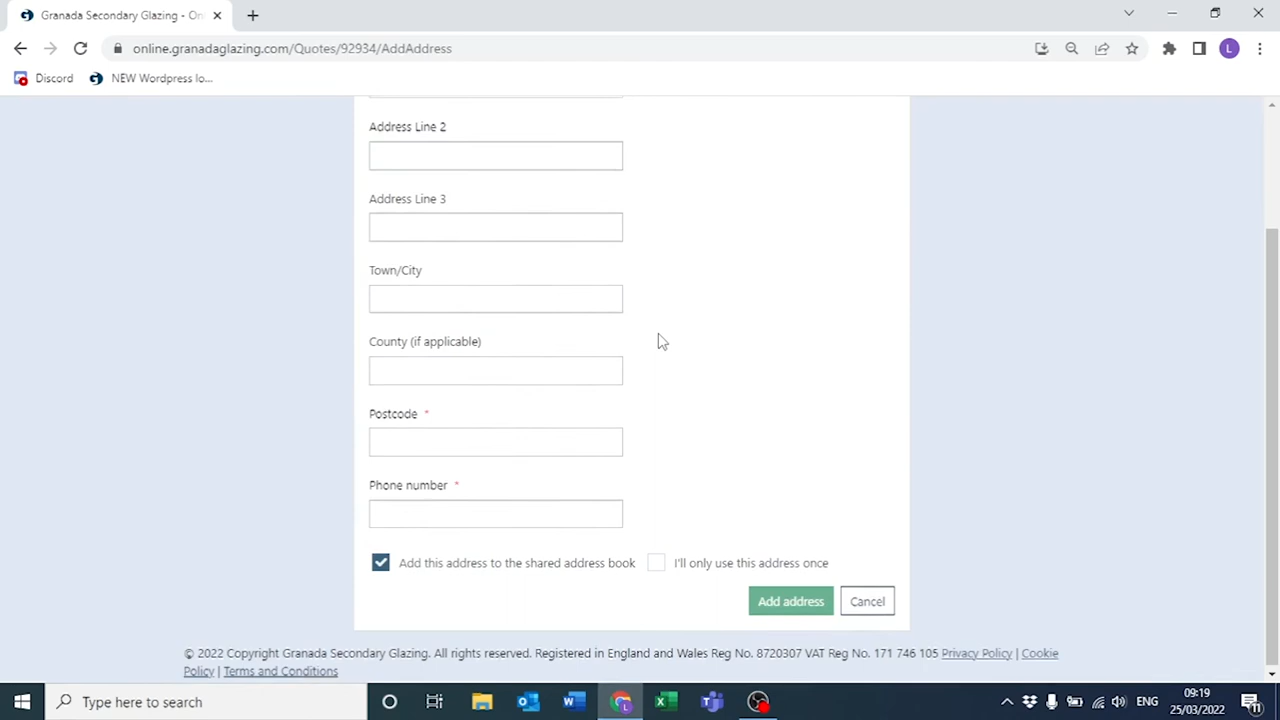 Granada Secondary Glazing - On
online.granadaglazing.com/Quotes/92934/AddAddress
L
Discord
NEW Wordpress lo...
Address Line 2
Address Line 3
Town/City
County (if applicable)
Postcode *
Phone number *
Add this address to the shared address book
I'll only use this address once
Add address
Cancel
© 2022 Copyright Granada Secondary Glazing. All rights reserved. Registered in England and Wales Reg No. 8720307 VAT Reg No. 171 746 105 Privacy Policy | Cookie
Policy | Terms and Conditions
Type here to search
ENG
09:19
25/03/2022